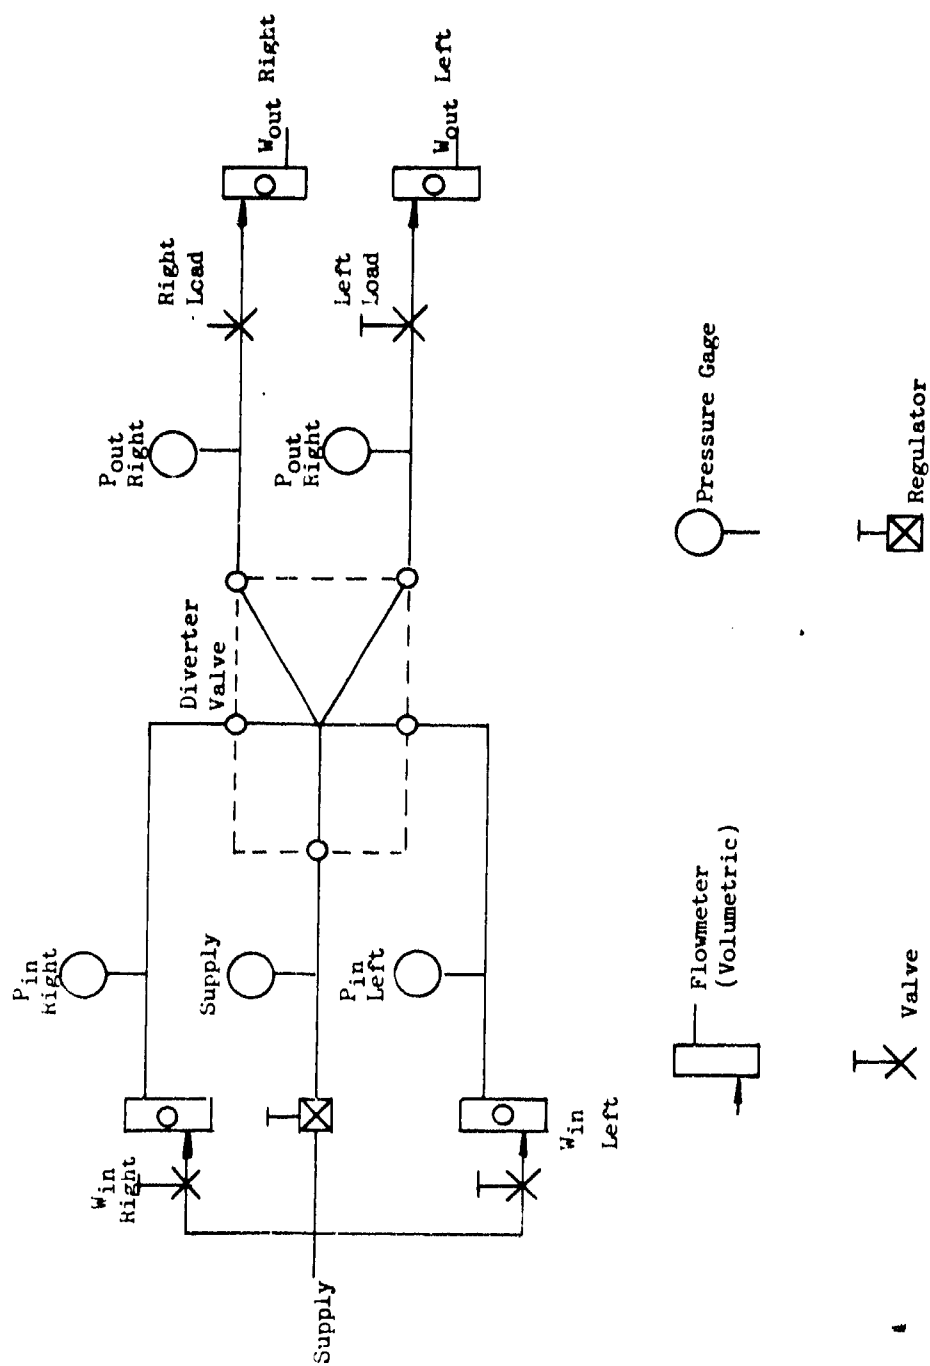 Supply
W_in
Right
P_in
Right
Supply
P_in
Left
W_in
Left
Diverter
Valve
P_out
Right
P_out
Right
Right
Load
Left
Load
W_out Right
W_out Left
Flowmeter
(Volumetric)
Pressure Gage
Valve
Regulator